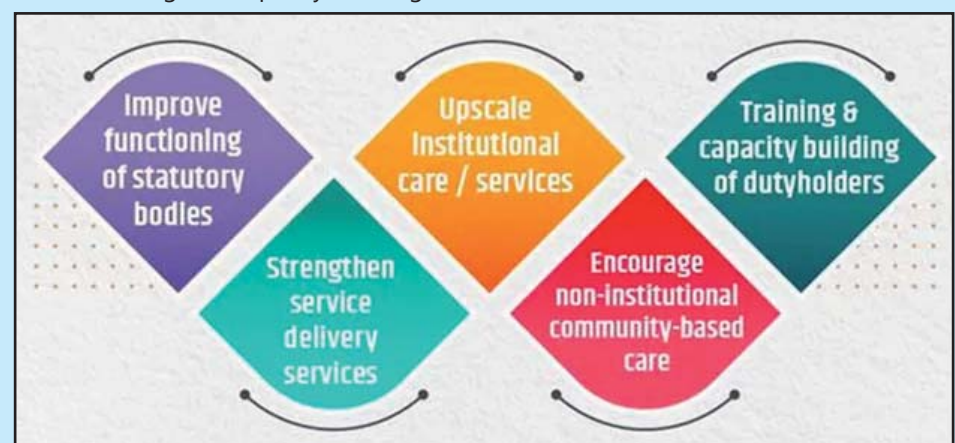 Improve
functioning
of statutory
bodies
Strengthen
service
delivery
services
Upscale
institutional
care / services
Encourage
non-institutional
community-based
care
Training &
capacity building
of dutyholders